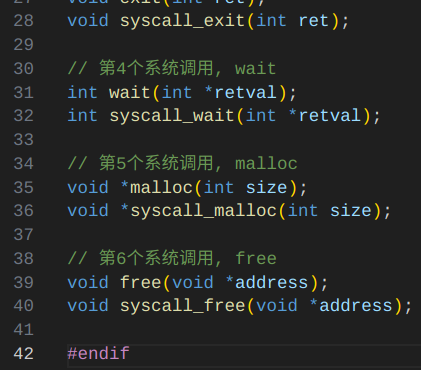 27 void exit(int ret);
28 void syscall_exit(int ret);
29
30 // 第4个系统调用, wait
31 int wait(int *retval);
32 int syscall_wait(int *retval);
33
34 // 第5个系统调用, malloc
35 void *malloc(int size);
36 void *syscall_malloc(int size);
37
38 // 第6个系统调用, free
39 void free(void *address);
40 void syscall_free(void *address);
41
42 #endif